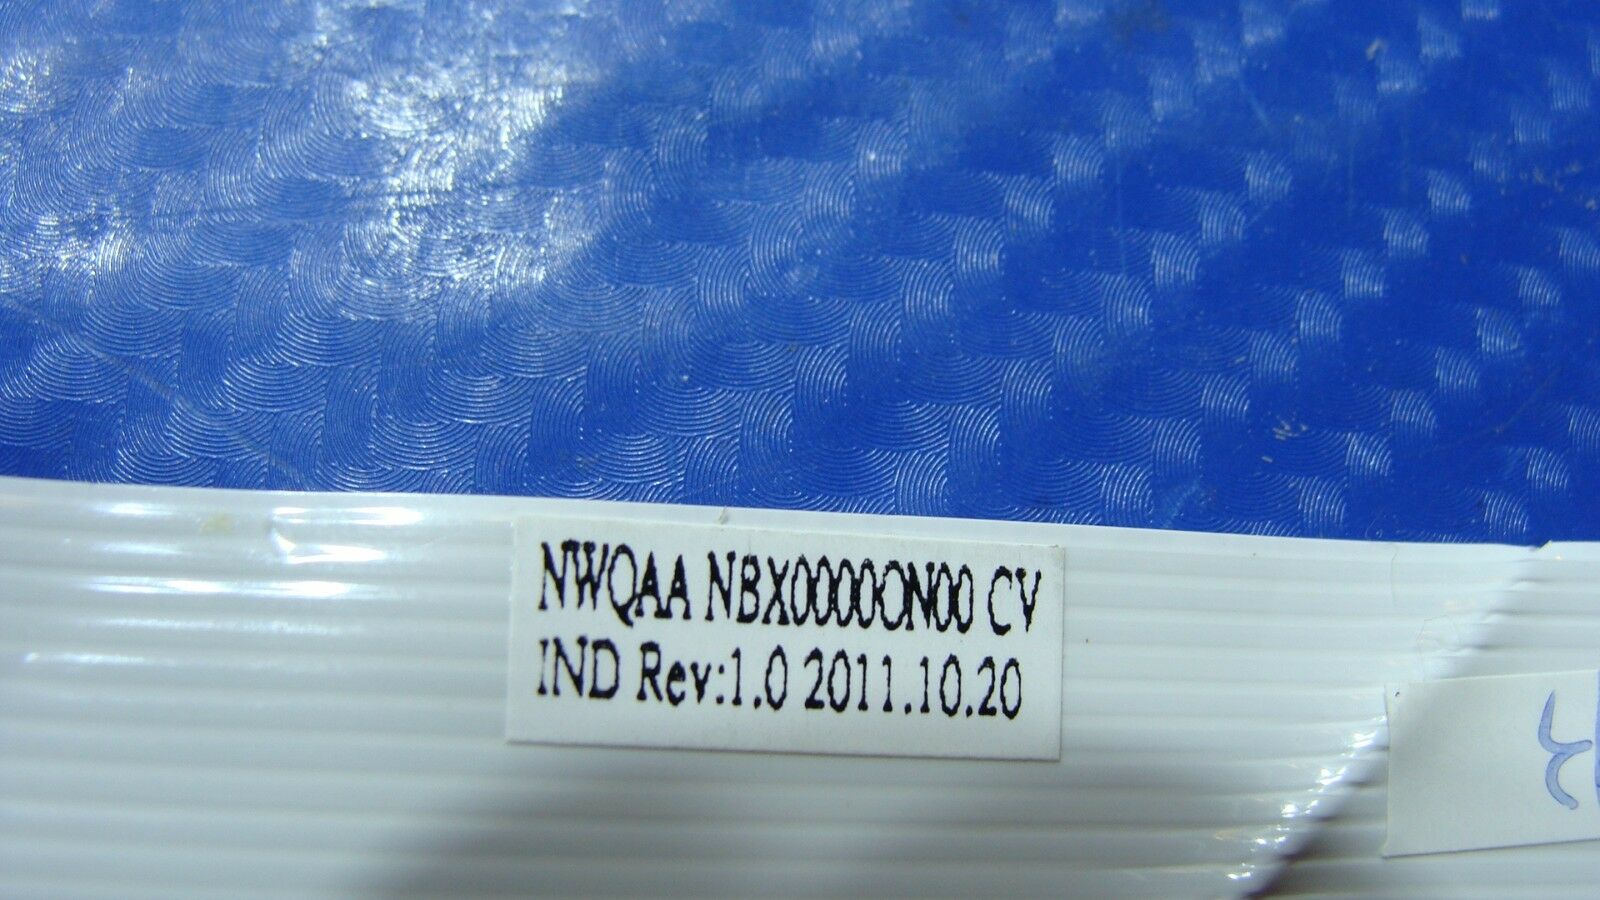 NWQAA NBX0000ON00 CV
IND Rev:1.0 2011.10.20